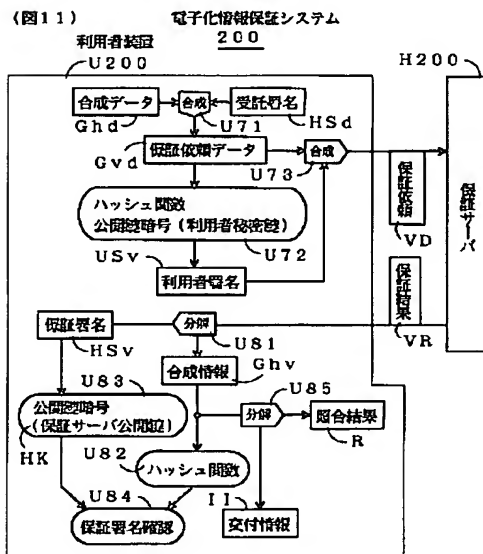 (図11)
電子化情報保証システム
200
利用者装置
U200
H200
合成データ
合成
受託署名
Ghd
U71
HSd
Gvd
保証依頼データ
合成
U73
ハッシュ関数
公開鍵暗号(利用者秘密鍵)
U72
USv
利用者署名
保証依頼
VD
保証サーバ
保証結果
VR
保証署名
分解
U81
HSv
合成情報
Ghv
U83
U85
公開鍵暗号
(保証サーバ公開鍵)
分解
照合結果
HK
R
U82
ハッシュ関数
U84
II
保証署名確認
交付情報